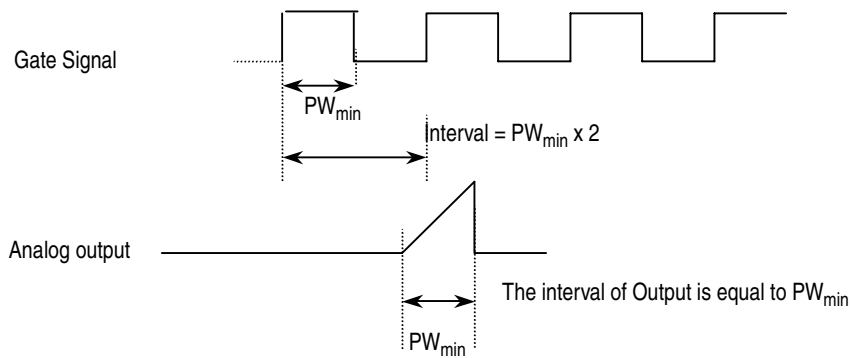 Gate Signal
PWmin
Interval = PWmin x 2
Analog output
The interval of Output is equal to PWmin
PWmin